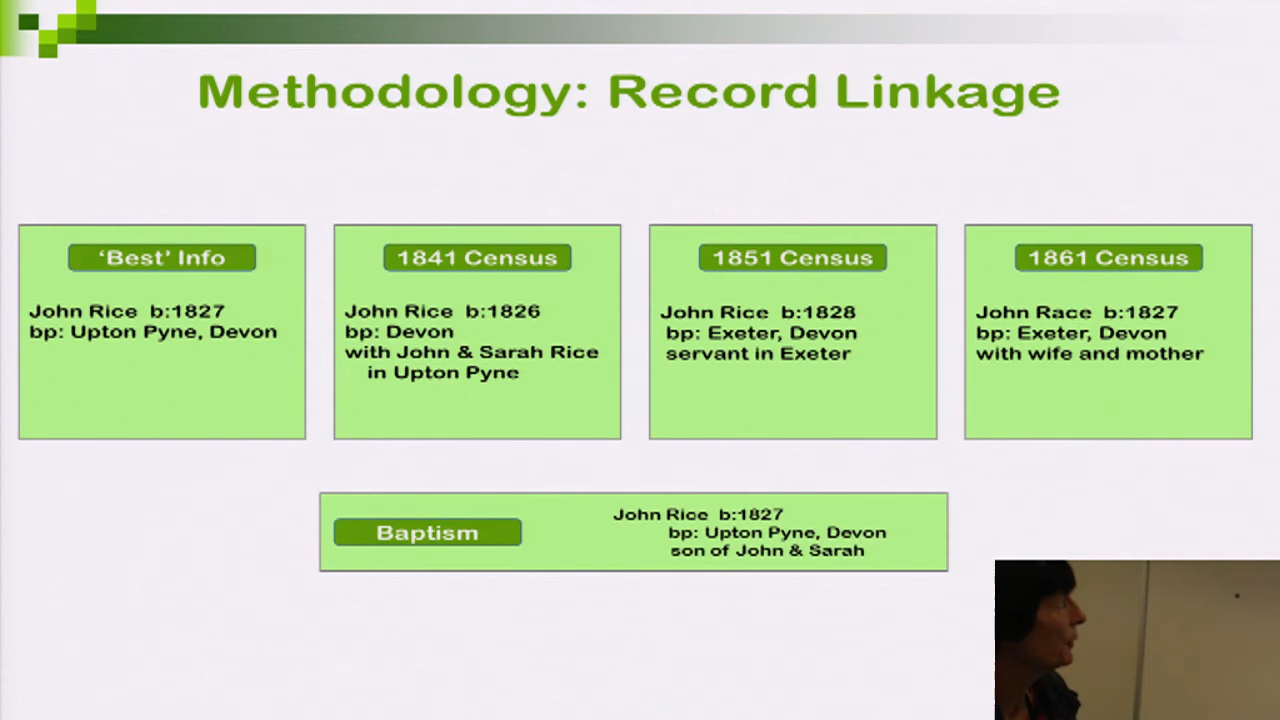 Methodology: Record Linkage
‘Best’ Info
John Rice b:1827
bp: Upton Pyne, Devon
1841 Census
John Rice b:1826
bp: Devon
with John & Sarah Rice
in Upton Pyne
1851 Census
John Rice b:1828
bp: Exeter, Devon
servant in Exeter
1861 Census
John Race b:1827
bp: Exeter, Devon
with wife and mother
Baptism
John Rice b:1827
bp: Upton Pyne, Devon
son of John & Sarah